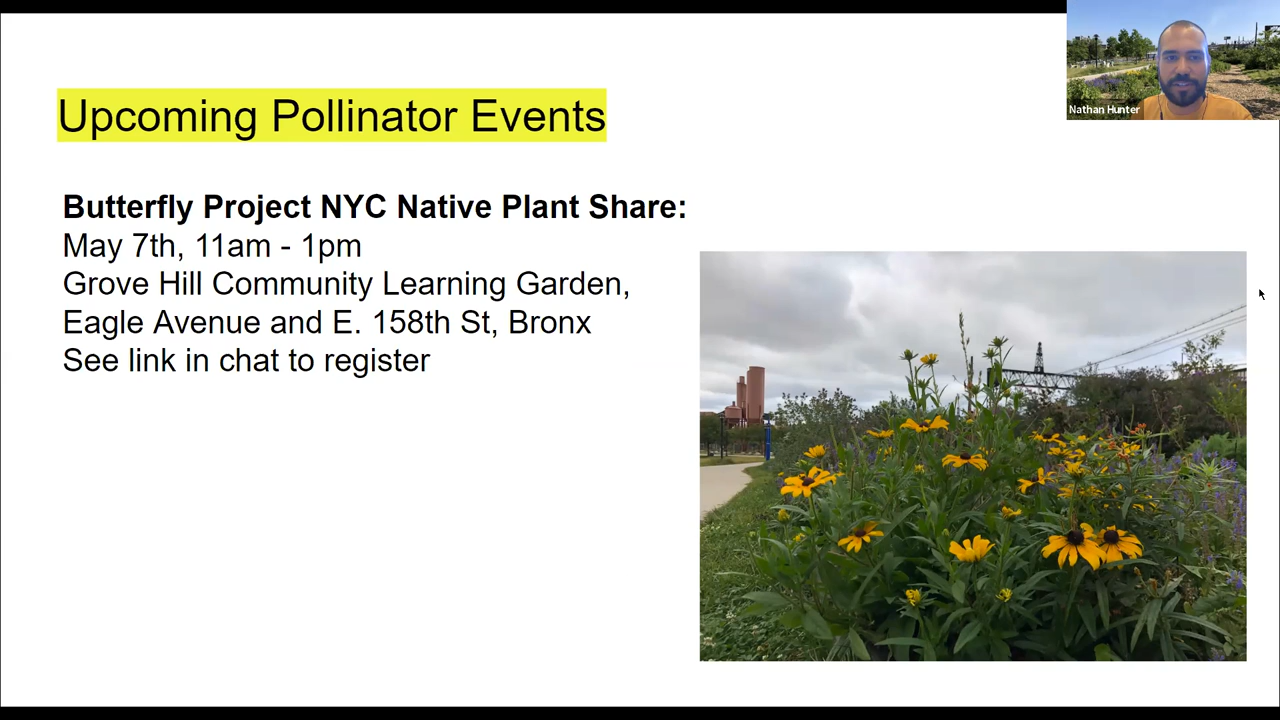 Upcoming Pollinator Events
Nathan Hunter
Butterfly Project NYC Native Plant Share:
May 7th, 11am - 1pm
Grove Hill Community Learning Garden,
Eagle Avenue and E. 158th St, Bronx
See link in chat to register